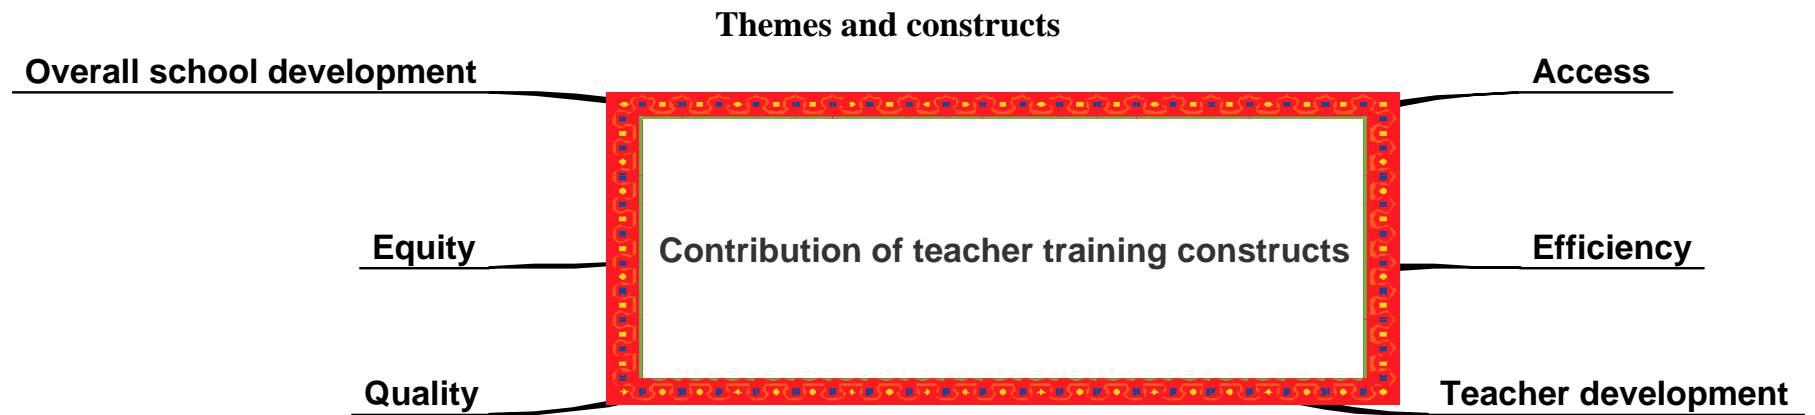 Themes and constructs
Overall school development
Access
Equity
Contribution of teacher training constructs
Efficiency
Quality
Teacher development